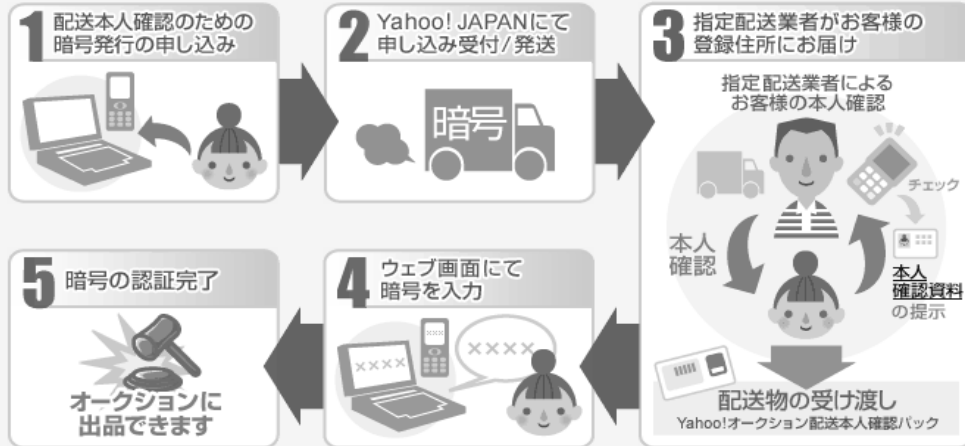 1 配送本人確認のための
暗号発行の申し込み
2 Yahoo! JAPANにて
申し込み受付/発送
暗号
3 指定配送業者がお客様の
登録住所にお届け
指定配送業者による
お客様の本人確認
チェック
本人
確認
本人
確認資料
の提示
配送物の受け渡し
Yahoo!オークション配送本人確認パック
4 ウェブ画面にて
暗号を入力
××××
××××
××××
5 暗号の認証完了
オークションに
出品できます